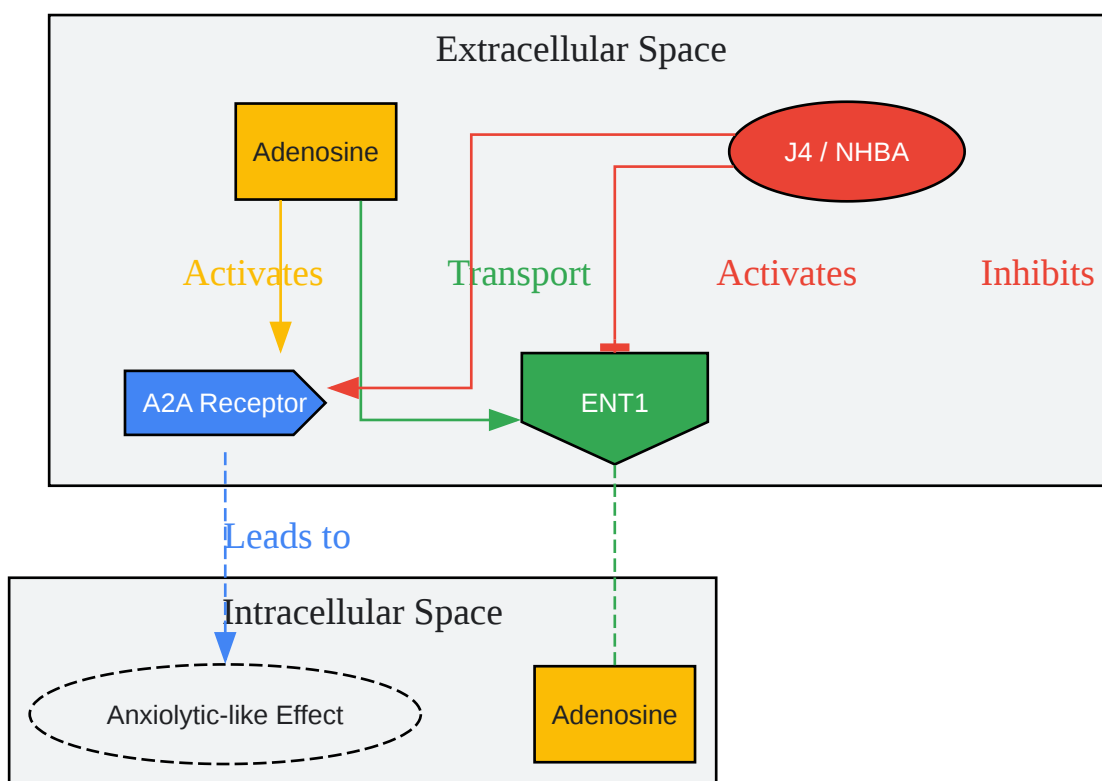 Extracellular Space
Adenosine
J4 / NHBA
Activates
Transport
Activates
Inhibits
A2A Receptor
ENT1
Leads to
Intracellular Space
Anxiolytic-like Effect
Adenosine